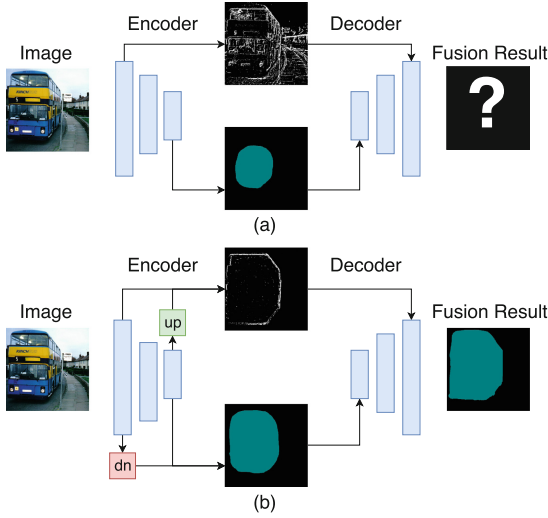 Encoder
Decoder
Image
Fusion Result
?
(a)
Encoder
Decoder
Image
up
Fusion Result
dn
(b)